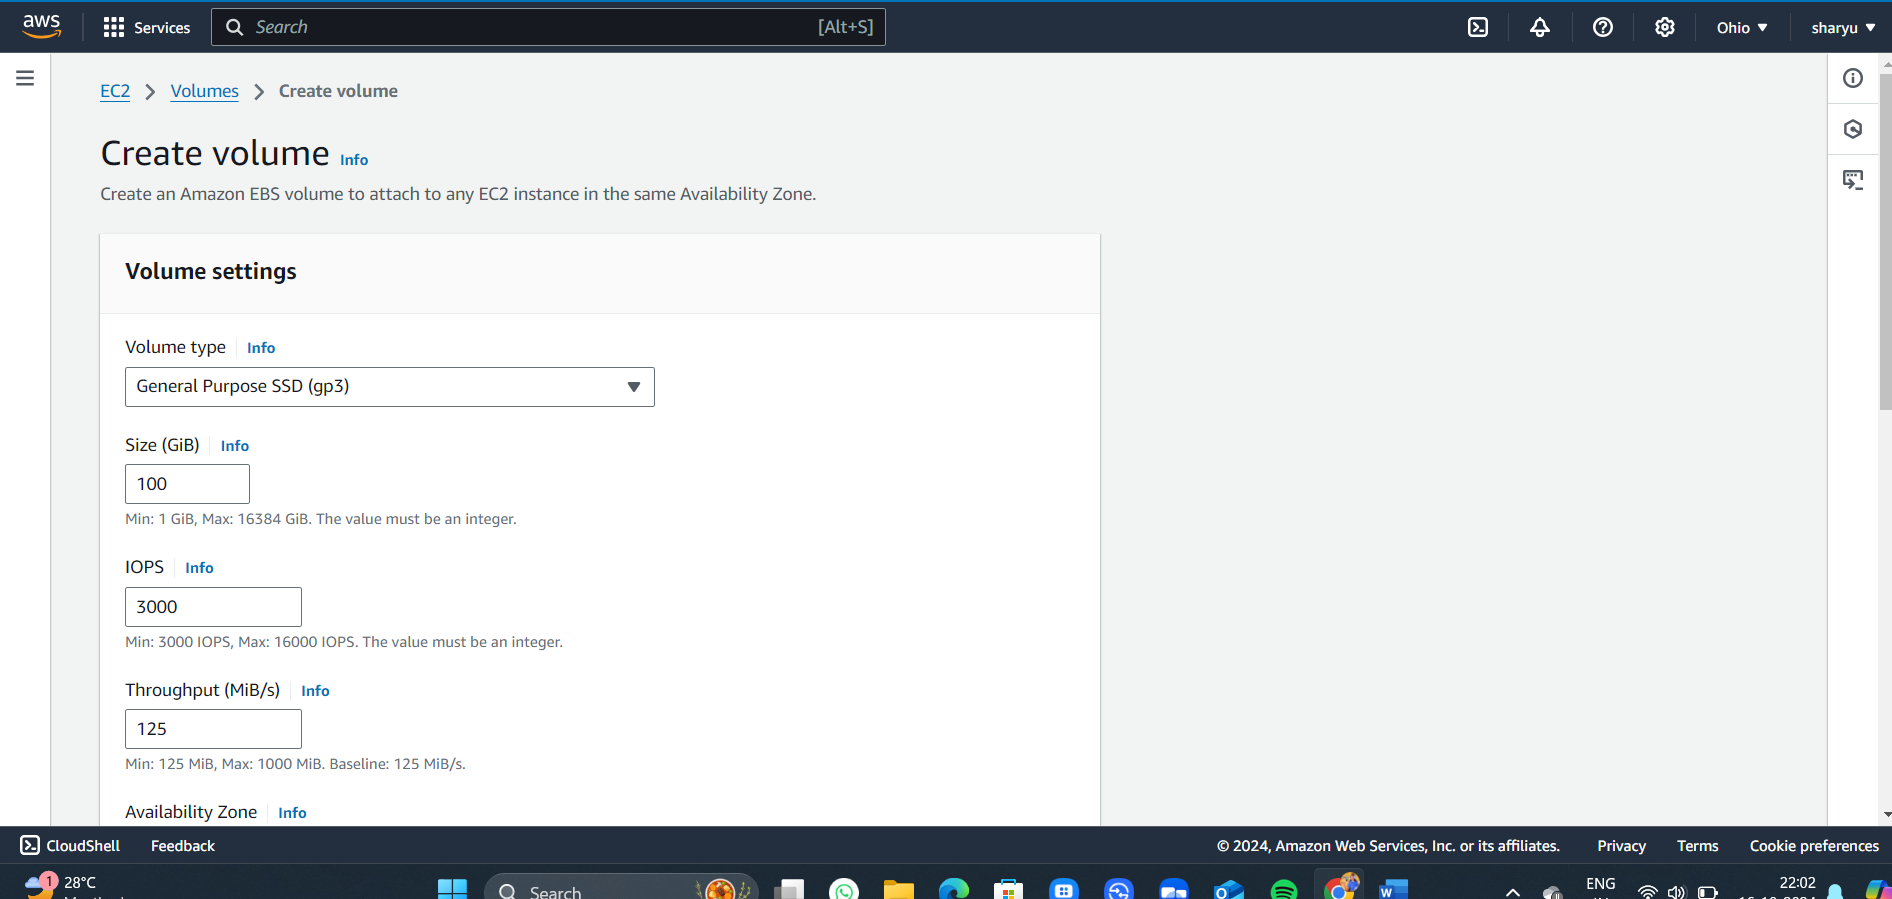 aws
Services
Search [Alt+S]
Ohio ▼
sharyu ▼
EC2 > Volumes > Create volume
Create volume Info
Create an Amazon EBS volume to attach to any EC2 instance in the same Availability Zone.
Volume settings
Volume type Info
General Purpose SSD (gp3)
Size (GiB) Info
100
Min: 1 GiB, Max: 16384 GiB. The value must be an integer.
IOPS Info
3000
Min: 3000 IOPS, Max: 16000 IOPS. The value must be an integer.
Throughput (MiB/s) Info
125
Min: 125 MiB, Max: 1000 MiB. Baseline: 125 MiB/s.
Availability Zone Info
CloudShell Feedback © 2024, Amazon Web Services, Inc. or its affiliates. Privacy Terms Cookie preferences
1
28°C
Search
ENG
22:02